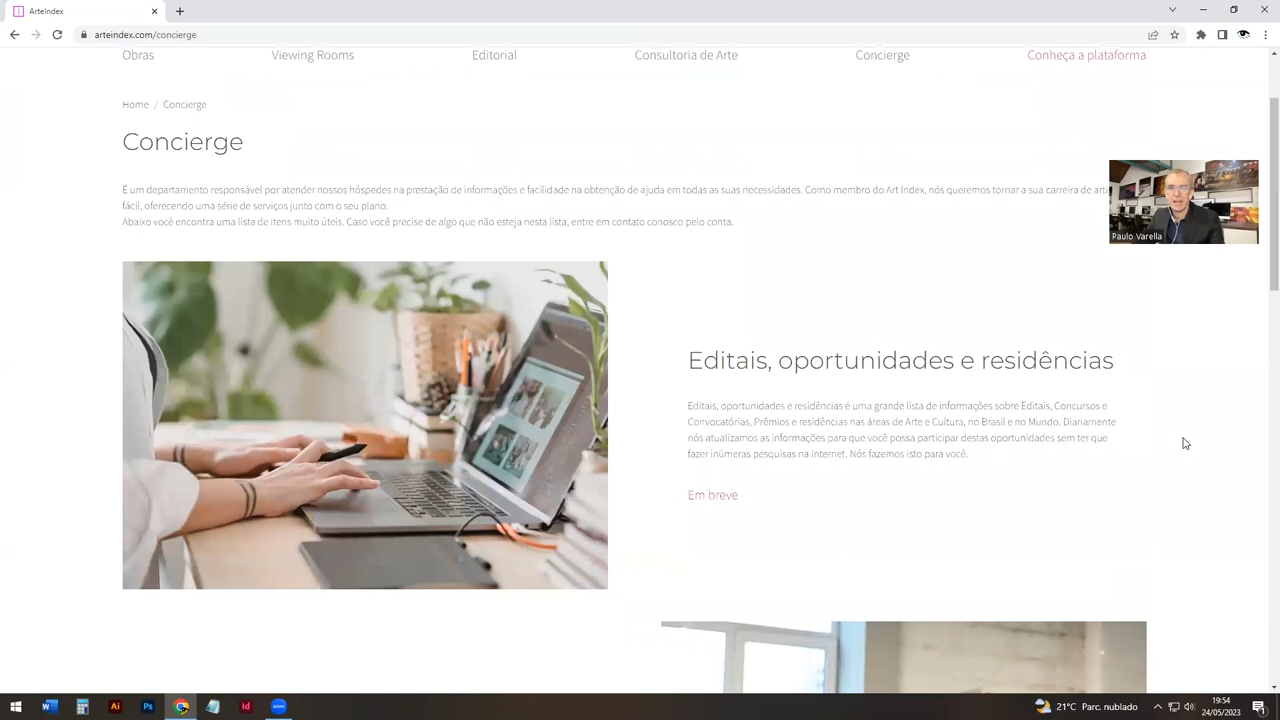 ArteIndex
arteindex.com/concierge
Obras
Viewing Rooms
Editorial
Consultoria de Arte
Concierge
Conheça a plataforma
Home / Concierge
Concierge
É um departamento responsável por atender nossos hóspedes na prestação de informações e facilidade na obtenção de ajuda em todas as suas necessidades. Como membro do Art Index, nós queremos tornar a sua carreira de
fácil, oferecendo uma série de serviços junto com o seu plano.
Abaixo você encontra uma lista de itens muito úteis. Caso você precise de algo que não esteja nesta lista, entre em contato conosco pelo conta.
Paulo Varella
Editais, oportunidades e residências
Editais, oportunidades e residências é uma grande lista de informações sobre Editais, Concursos e
Convocatórias, Prêmios e residências nas áreas de Arte e Cultura, no Brasil e no Mundo. Diariamente
nós atualizamos as informações para que você possa participar destas oportunidades sem ter que
fazer inúmeras pesquisas na internet. Nós fazemos isto para você.
Em breve
W
Ai
Ps
Id
zoom
21°C Parc. nublado
19:54
24/05/2023
1